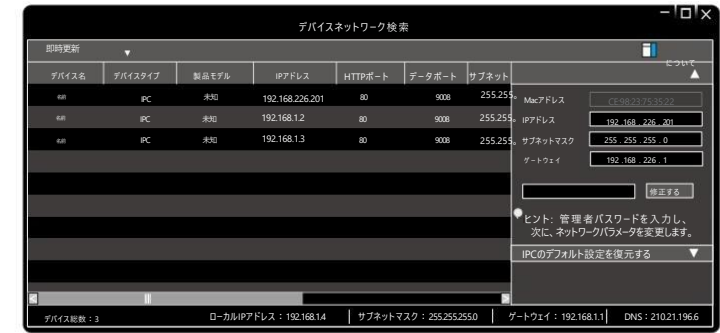 デバイスネットワーク検索
即時更新
について
デバイス名 デバイスタイプ 製品モデル IPアドレス HTTPポート データポート サブネット
名前 IPC 未知 192.168.226.201 80 9008 255.255。
名前 IPC 未知 192.168.1.2 80 9008 255.255。
名前 IPC 未知 192.168.1.3 80 9008 255.255。
Macアドレス CE:98:23:75:35:22
IPアドレス 192 .168 . 226 . 201
サブネットマスク 255 . 255 . 255 . 0
ゲートウェイ 192 .168 . 226 . 1
修正する
ヒント: 管理者パスワードを入力し、
次に、ネットワークパラメータを変更します。
IPCのデフォルト設定を復元する
デバイス総数：3 ローカルIPアドレス：192.168.1.4 サブネットマスク：255.255.255.0 ゲートウェイ：192.168.1.1 DNS：210.21.196.6